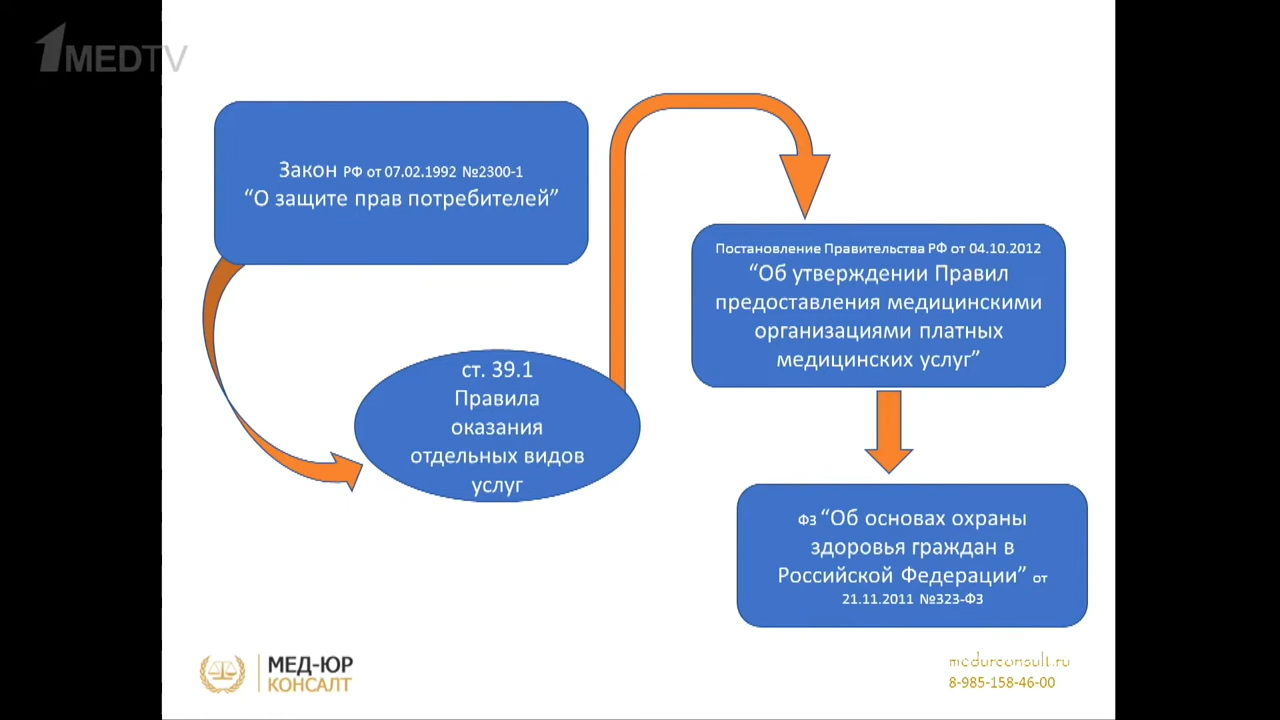 1MEDTV
Закон РФ от 07.02.1992 №2300-1
“О защите прав потребителей”
ст. 39.1
Правила
оказания
отдельных видов
услуг
Постановление Правительства РФ от 04.10.2012
“Об утверждении Правил
предоставления медицинскими
организациями платных
медицинских услуг”
ФЗ “Об основах охраны
здоровья граждан в
Российской Федерации” от
21.11.2011 №323-ФЗ
МЕД-ЮР
КОНСАЛТ
medurconsult.ru
8-985-158-46-00